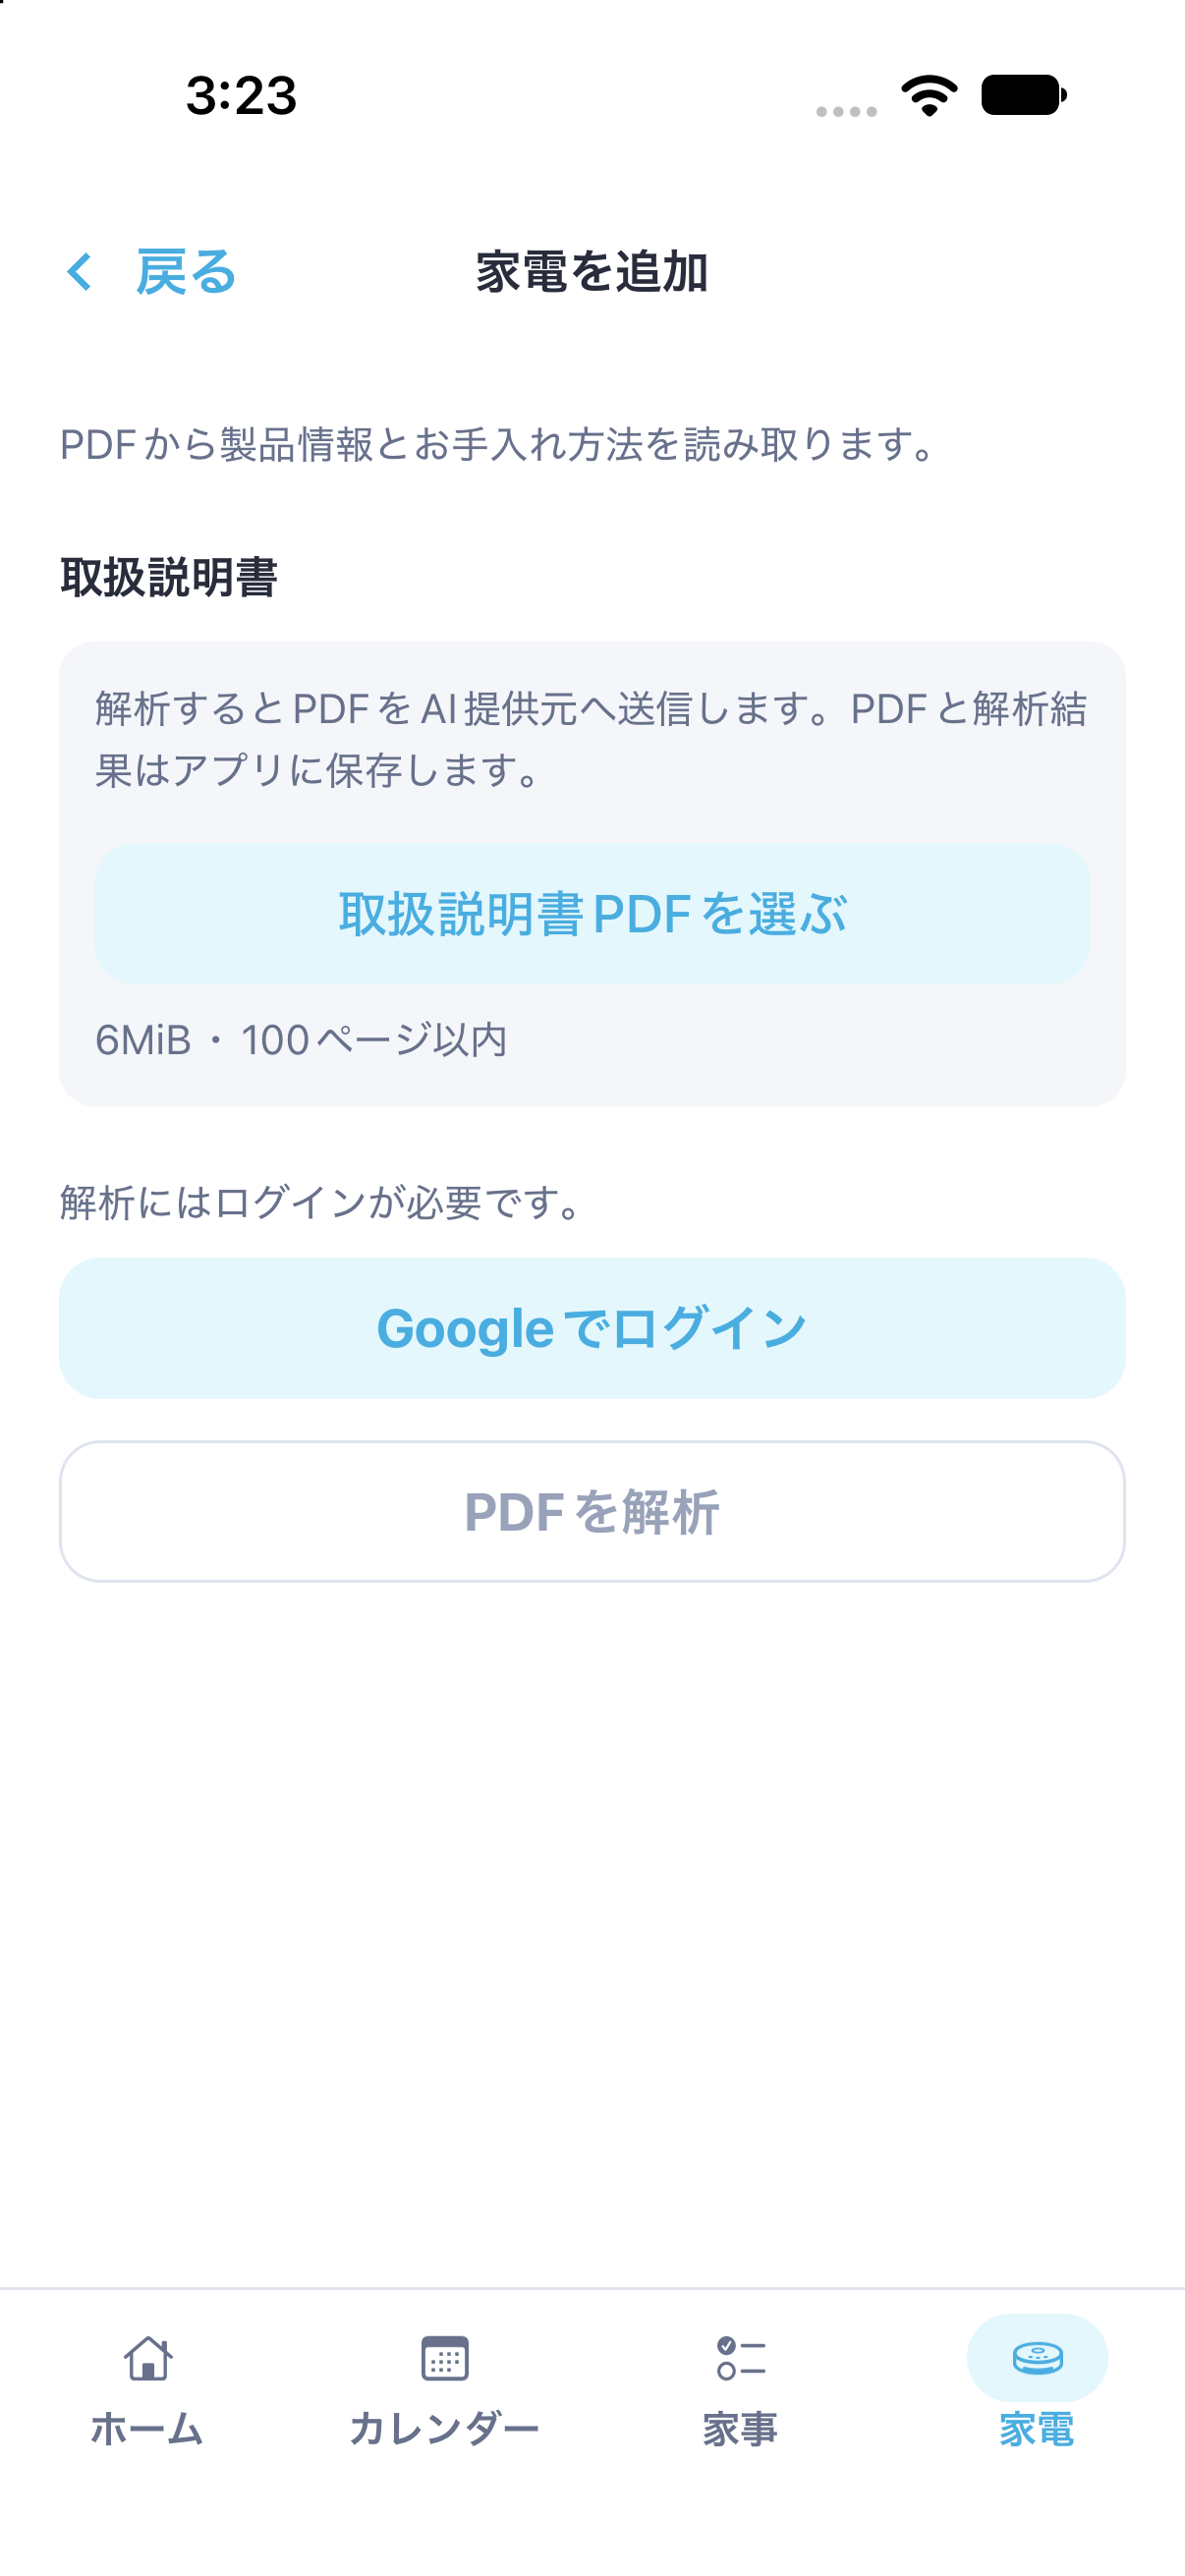 3:23
戻る
家電を追加
PDFから製品情報とお手入れ方法を読み取ります。
取扱説明書
解析するとPDFをAI提供元へ送信します。PDFと解析結
果はアプリに保存します。
取扱説明書PDFを選ぶ
6MiB・100ページ以内
解析にはログインが必要です。
Googleでログイン
PDFを解析
ホーム
カレンダー
家事
家電